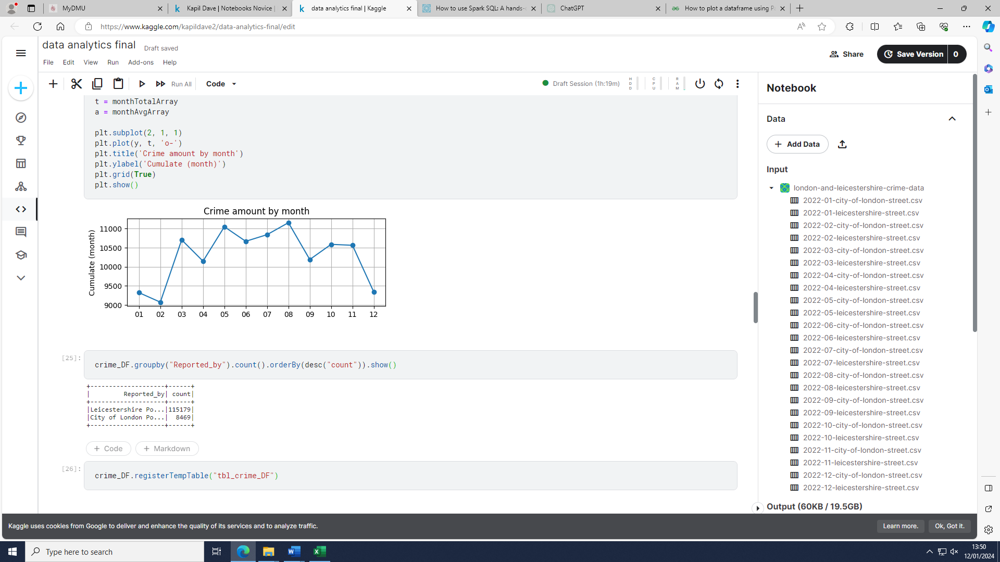 MyDMU
Kapil Dave | Notebooks Novice |
data analytics final | Kaggle
How to use Spark SQL: A hands-
ChatGPT
How to plot a dataframe using P
https://www.kaggle.com/kapildave2/data-analytics-final/edit
data analytics final
Draft saved
Share
Save Version
0
File
Edit
View
Run
Add-ons
Help
Run All
Code
Draft Session (1h:19m)
HDD
CPU
RAM
t = monthTotalArray
a = monthAvgArray
plt.subplot(2, 1, 1)
plt.plot(y, t, 'o-')
plt.title('Crime amount by month')
plt.ylabel('Cumulate (month)')
plt.grid(True)
plt.show()
Crime amount by month
Cumulate (month)
11000
10500
10000
9500
9000
01 02 03 04 05 06 07 08 09 10 11 12
[25]:
crime_DF.groupby("Reported_by").count().orderBy(desc("count")).show()
+--------------------+------+
|         Reported_by| count|
+--------------------+------+
|Leicestershire Po...|115179|
|City of London Po...|  8469|
+--------------------+------+
+ Code
+ Markdown
[26]:
crime_DF.registerTempTable("tbl_crime_DF")
Notebook
Data
+ Add Data
Input
london-and-leicestershire-crime-data
2022-01-city-of-london-street.csv
2022-01-leicestershire-street.csv
2022-02-city-of-london-street.csv
2022-02-leicestershire-street.csv
2022-03-city-of-london-street.csv
2022-03-leicestershire-street.csv
2022-04-city-of-london-street.csv
2022-04-leicestershire-street.csv
2022-05-city-of-london-street.csv
2022-05-leicestershire-street.csv
2022-06-city-of-london-street.csv
2022-06-leicestershire-street.csv
2022-07-city-of-london-street.csv
2022-07-leicestershire-street.csv
2022-08-city-of-london-street.csv
2022-08-leicestershire-street.csv
2022-09-city-of-london-street.csv
2022-09-leicestershire-street.csv
2022-10-city-of-london-street.csv
2022-10-leicestershire-street.csv
2022-11-city-of-london-street.csv
2022-11-leicestershire-street.csv
2022-12-city-of-london-street.csv
2022-12-leicestershire-street.csv
Output (60KB / 19.5GB)
Kaggle uses cookies from Google to deliver and enhance the quality of its services and to analyze traffic.
Learn more.
Ok, Got it.
Type here to search
13:50
12/01/2024